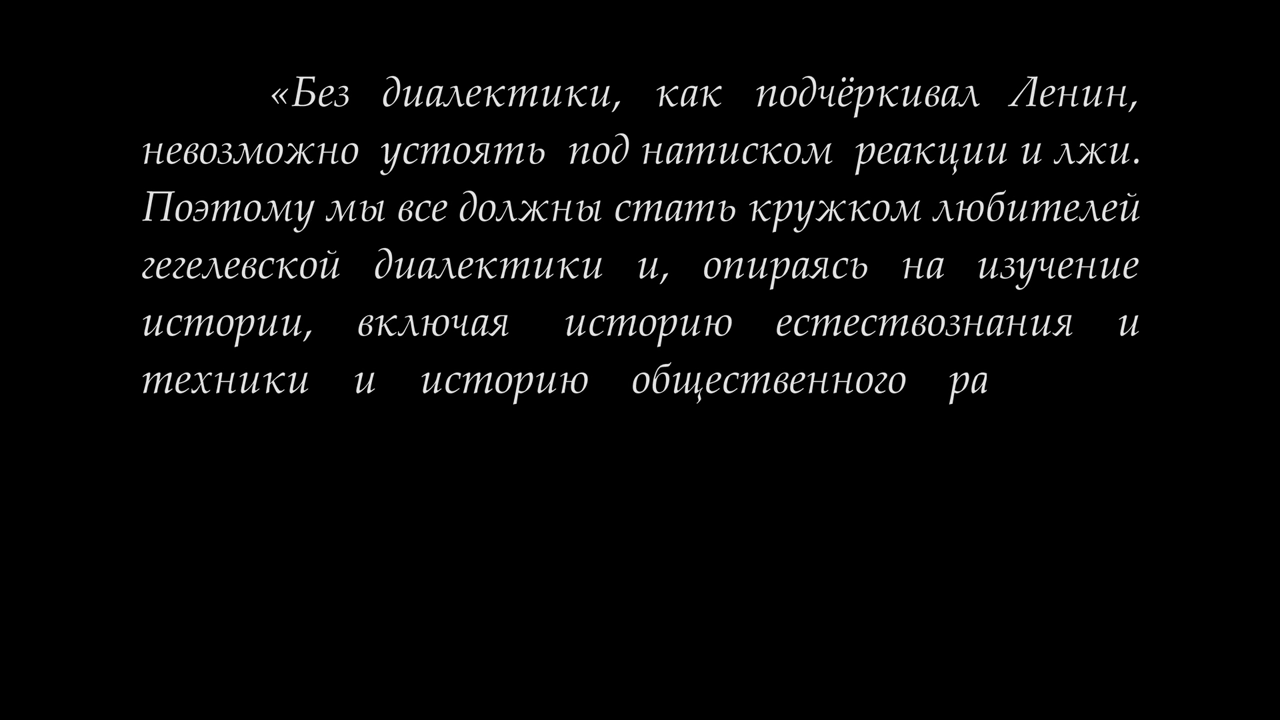 «Без диалектики, как подчёркивал Ленин,
невозможно устоять под натиском реакции и лжи.
Поэтому мы все должны стать кружком любителей
гегелевской диалектики и, опираясь на изучение
истории, включая историю естествознания и
техники и историю общественного ра